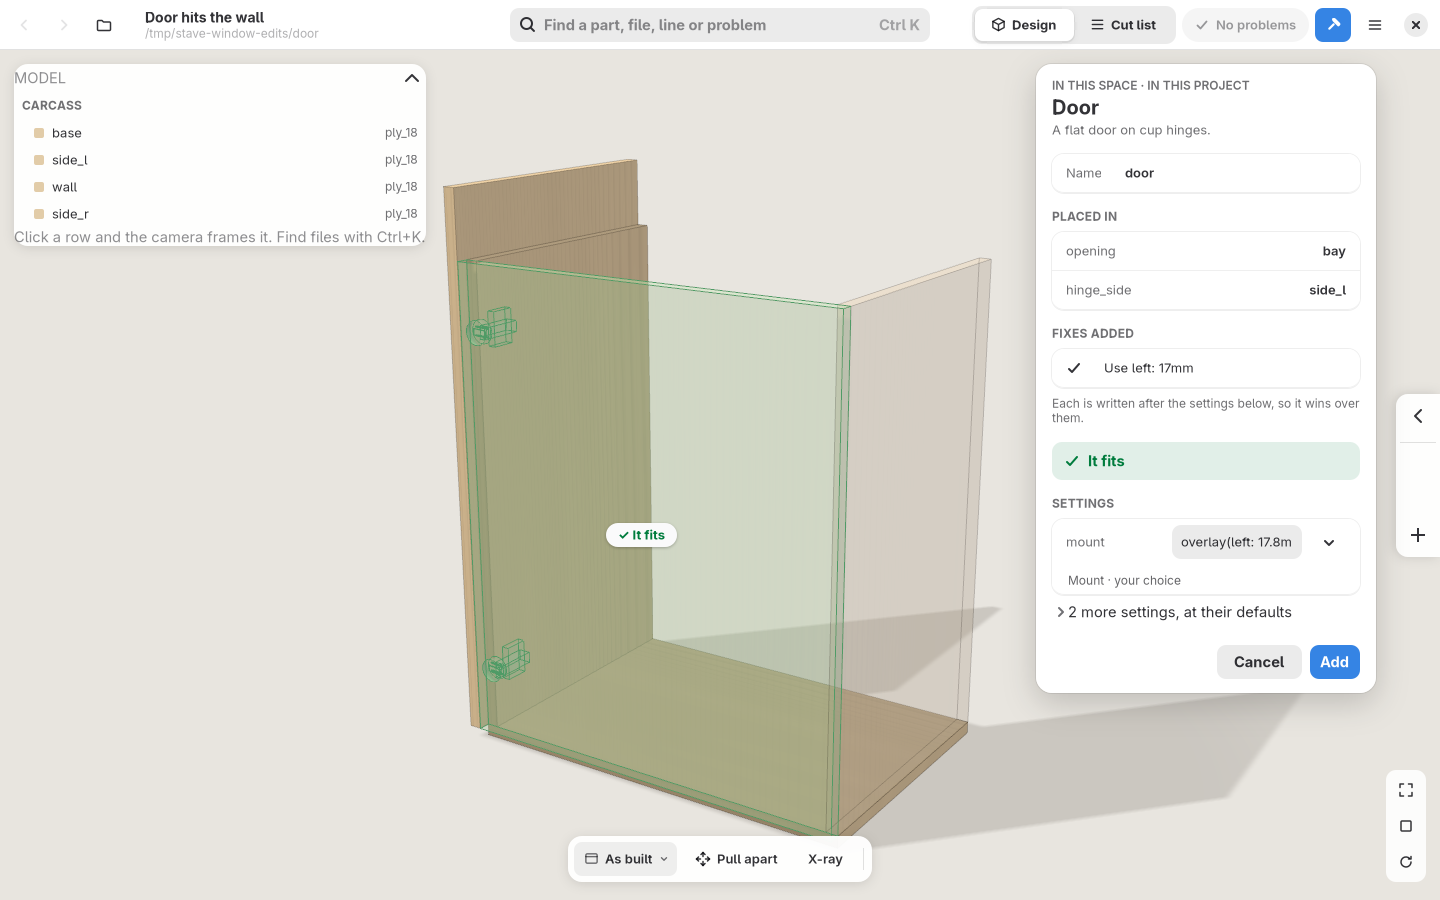 Door hits the wall
/tmp/stave-window-edits/door
Find a part, file, line or problem
Ctrl K
Design
Cut list
No problems
MODEL
CARCASS
base ply_18
side_l ply_18
wall ply_18
side_r ply_18
Click a row and the camera frames it. Find files with Ctrl+K.
It fits
IN THIS SPACE · IN THIS PROJECT
Door
A flat door on cup hinges.
Name door
PLACED IN
opening bay
hinge_side side_l
FIXES ADDED
Use left: 17mm
Each is written after the settings below, so it wins over
them.
It fits
SETTINGS
mount overlay(left: 17.8m
Mount · your choice
2 more settings, at their defaults
Cancel
Add
As built
Pull apart
X-ray